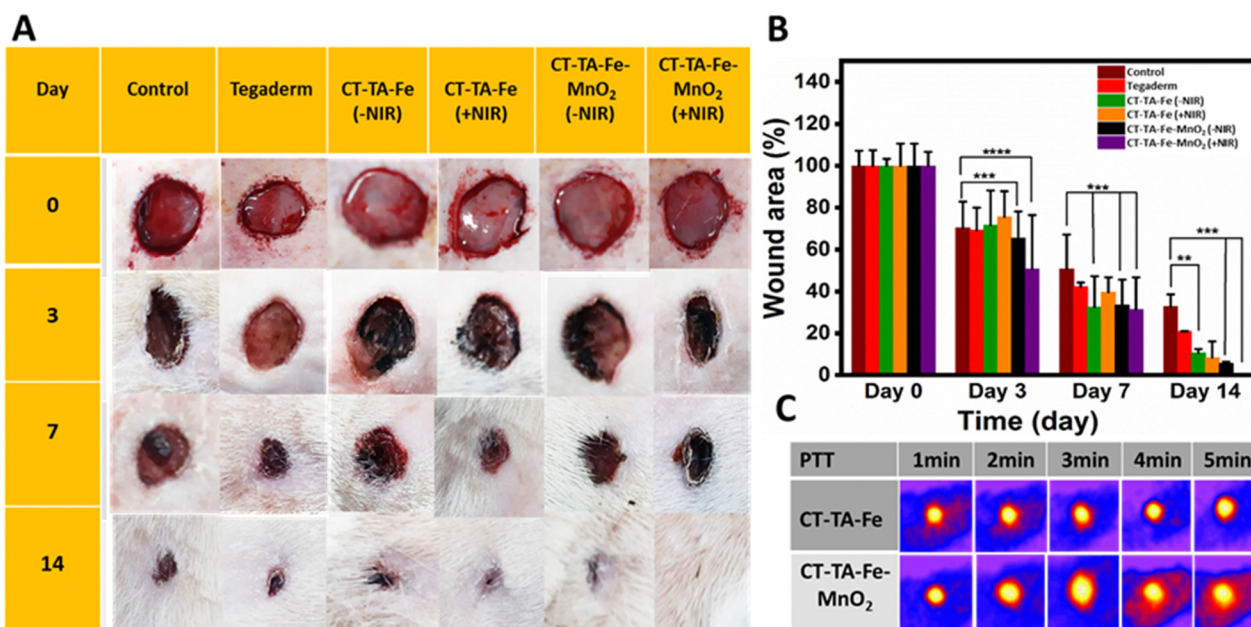 A
Day
Control
Tegaderm
CT-TA-Fe
(-NIR)
CT-TA-Fe
(+NIR)
CT-TA-Fe-
MnO₂
(-NIR)
CT-TA-Fe-
MnO₂
(+NIR)
0
3
7
14
B
Wound area (%)
140
120
100
80
60
40
20
0
Control
Tegaderm
CT-TA-Fe (-NIR)
CT-TA-Fe (+NIR)
CT-TA-Fe-MnO₂ (-NIR)
CT-TA-Fe-MnO₂ (+NIR)
****
***
***
***
**
Day 0 Day 3 Day 7 Day 14
Time (day)
C
PTT 1min 2min 3min 4min 5min
CT-TA-Fe
CT-TA-Fe-
MnO₂